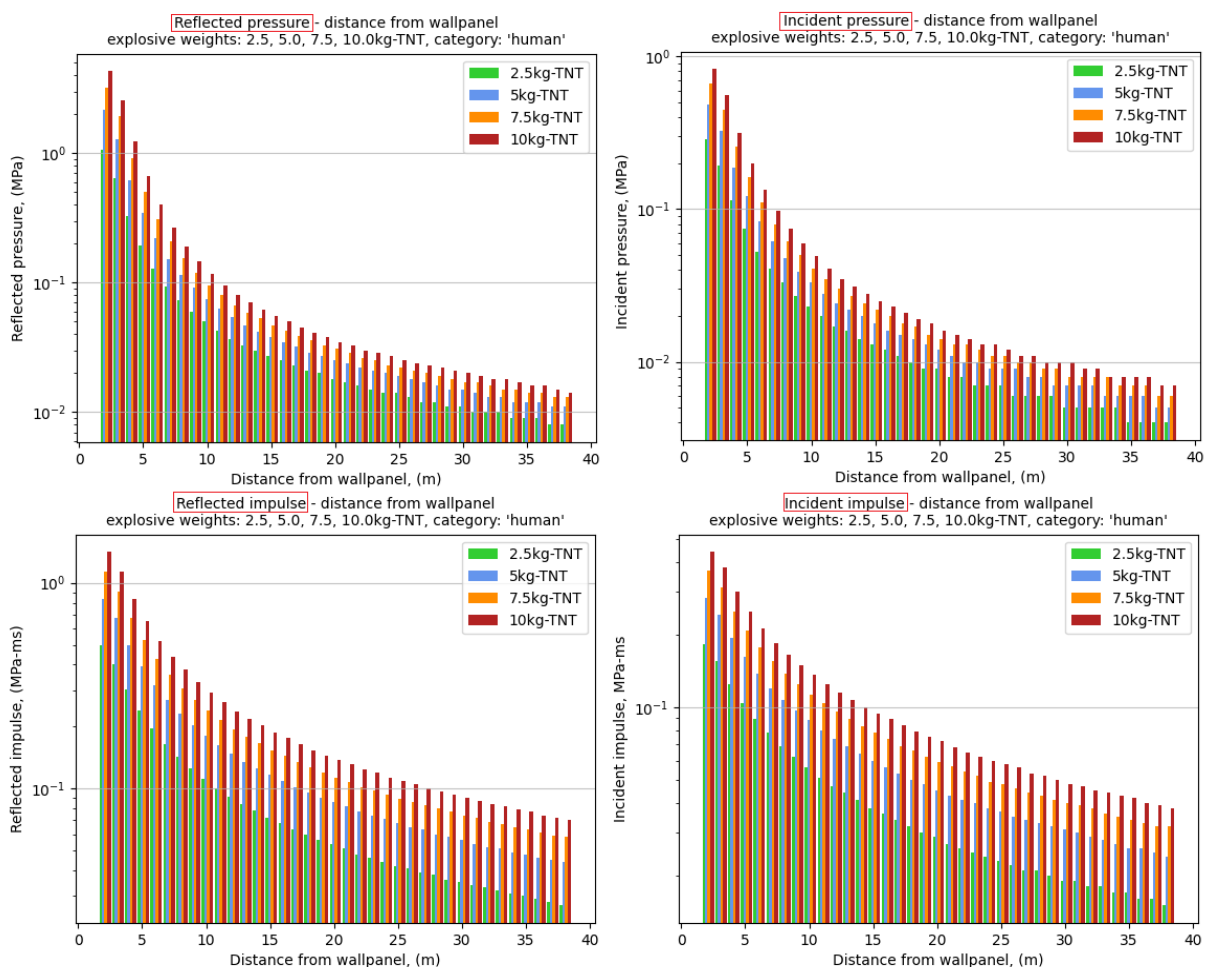 Reflected pressure - distance from wallpanel
explosive weights: 2.5, 5.0, 7.5, 10.0kg-TNT, category: 'human'
2.5kg-TNT
5kg-TNT
7.5kg-TNT
10kg-TNT
Reflected pressure, (MPa)
10⁰
10⁻¹
10⁻²
0 5 10 15 20 25 30 35 40
Distance from wallpanel, (m)
Incident pressure - distance from wallpanel
explosive weights: 2.5, 5.0, 7.5, 10.0kg-TNT, category: 'human'
2.5kg-TNT
5kg-TNT
7.5kg-TNT
10kg-TNT
Incident pressure, (MPa)
10⁰
10⁻¹
10⁻²
0 5 10 15 20 25 30 35 40
Distance from wallpanel, (m)
Reflected impulse - distance from wallpanel
explosive weights: 2.5, 5.0, 7.5, 10.0kg-TNT, category: 'human'
2.5kg-TNT
5kg-TNT
7.5kg-TNT
10kg-TNT
Reflected impulse, (MPa-ms)
10⁰
10⁻¹
0 5 10 15 20 25 30 35 40
Distance from wallpanel, (m)
Incident impulse - distance from wallpanel
explosive weights: 2.5, 5.0, 7.5, 10.0kg-TNT, category: 'human'
2.5kg-TNT
5kg-TNT
7.5kg-TNT
10kg-TNT
Incident impulse, MPa-ms)
10⁻¹
0 5 10 15 20 25 30 35 40
Distance from wallpanel, (m)